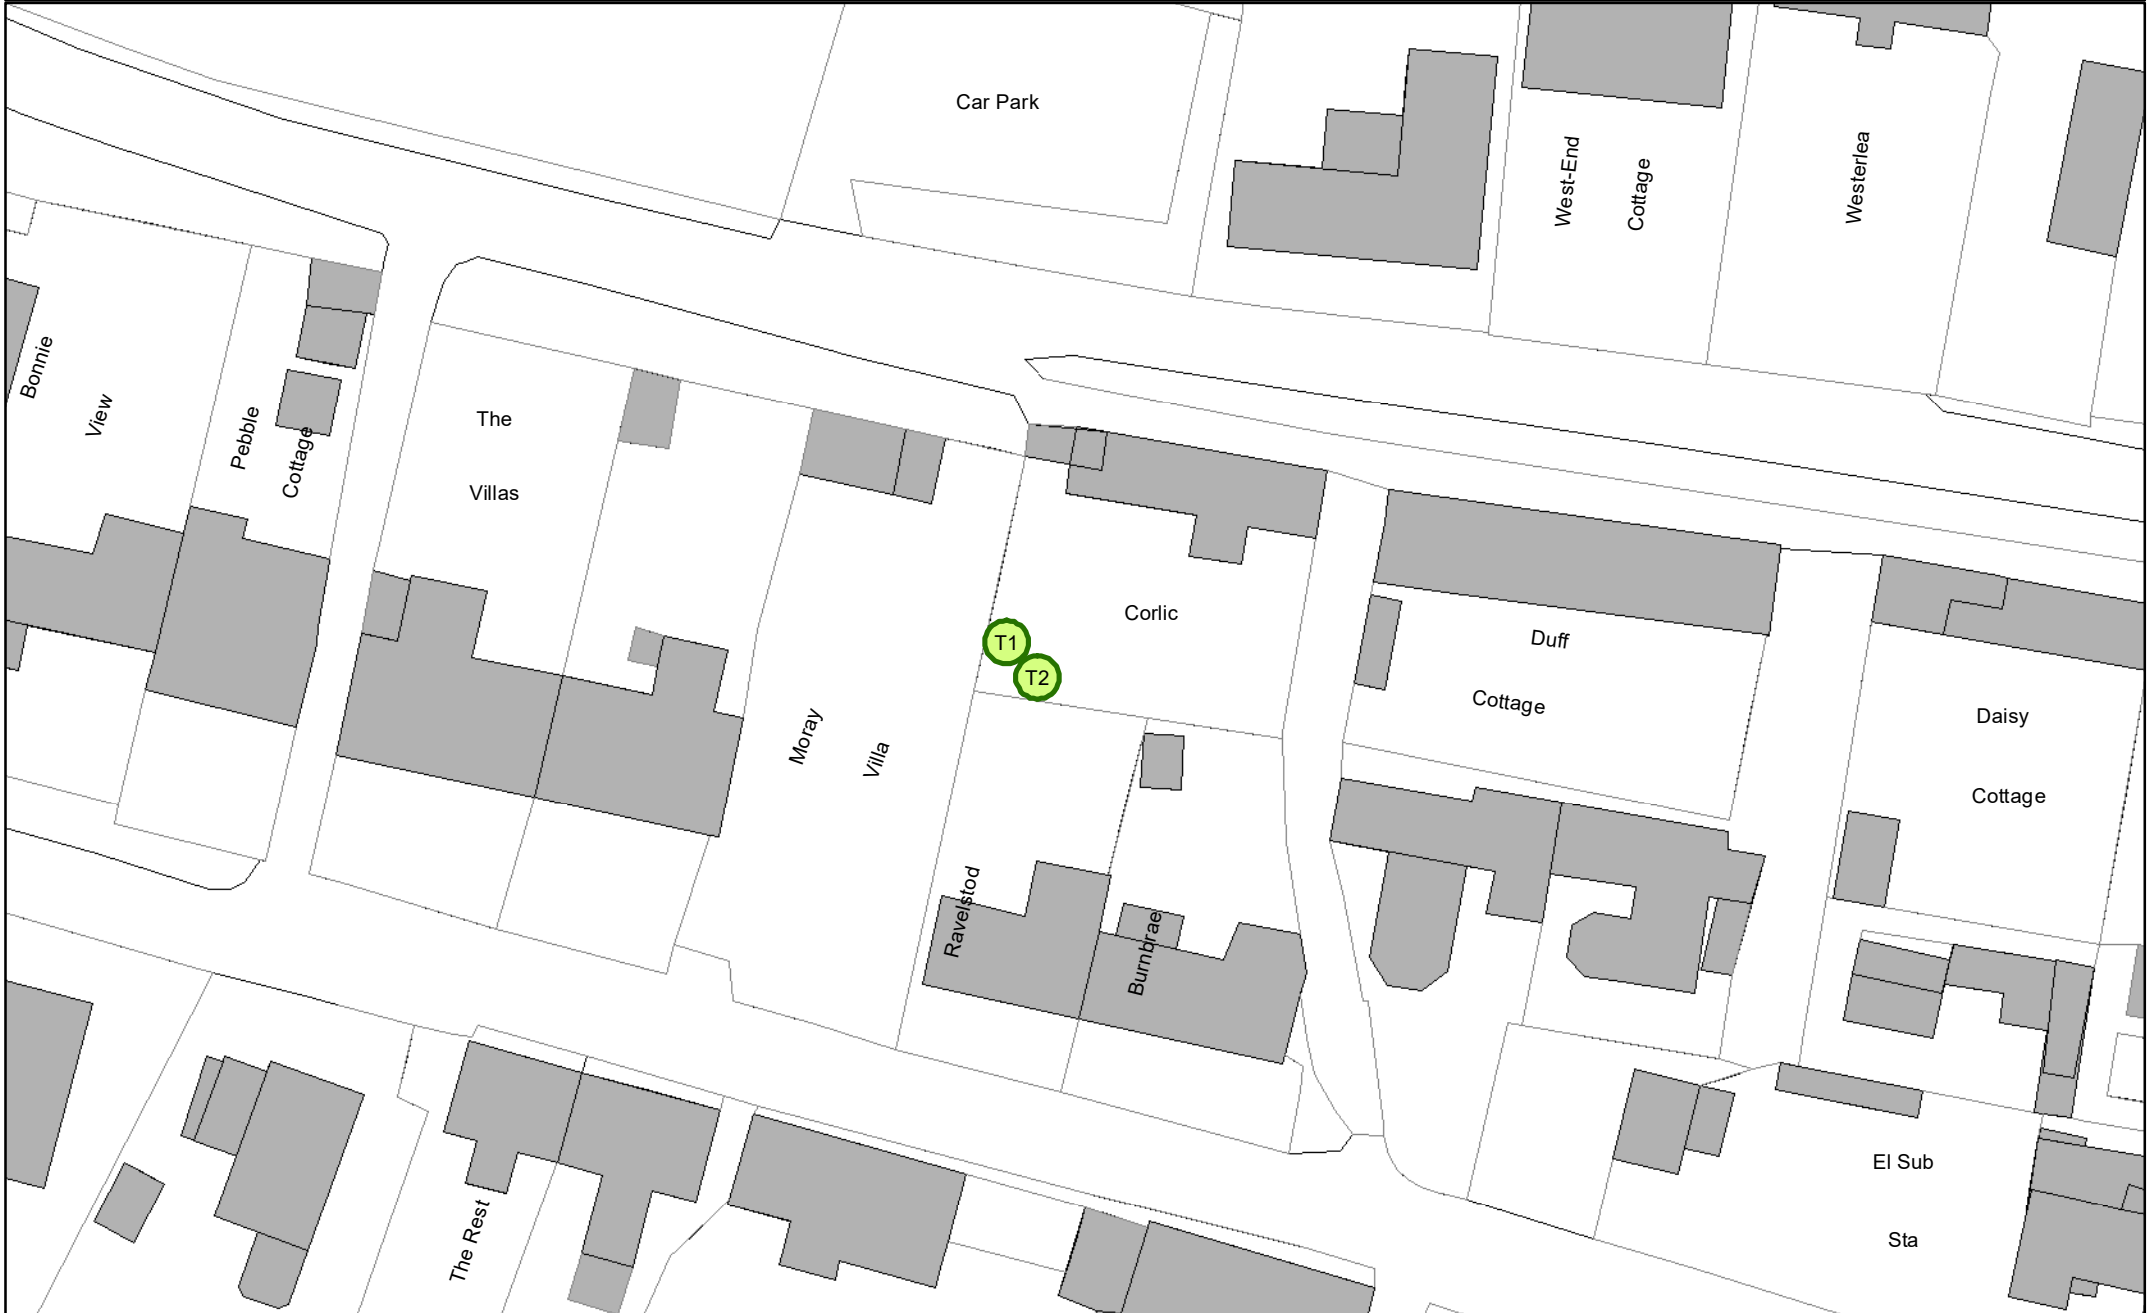 Car Park
West-End
Cottage
Westerlea
Bonnie
View
Pebble
Cottage
The
Villas
Corlic
T1
T2
Duff
Cottage
Moray
Villa
Daisy
Cottage
Ravelstod
Burnbrae
The Rest
El Sub
Sta